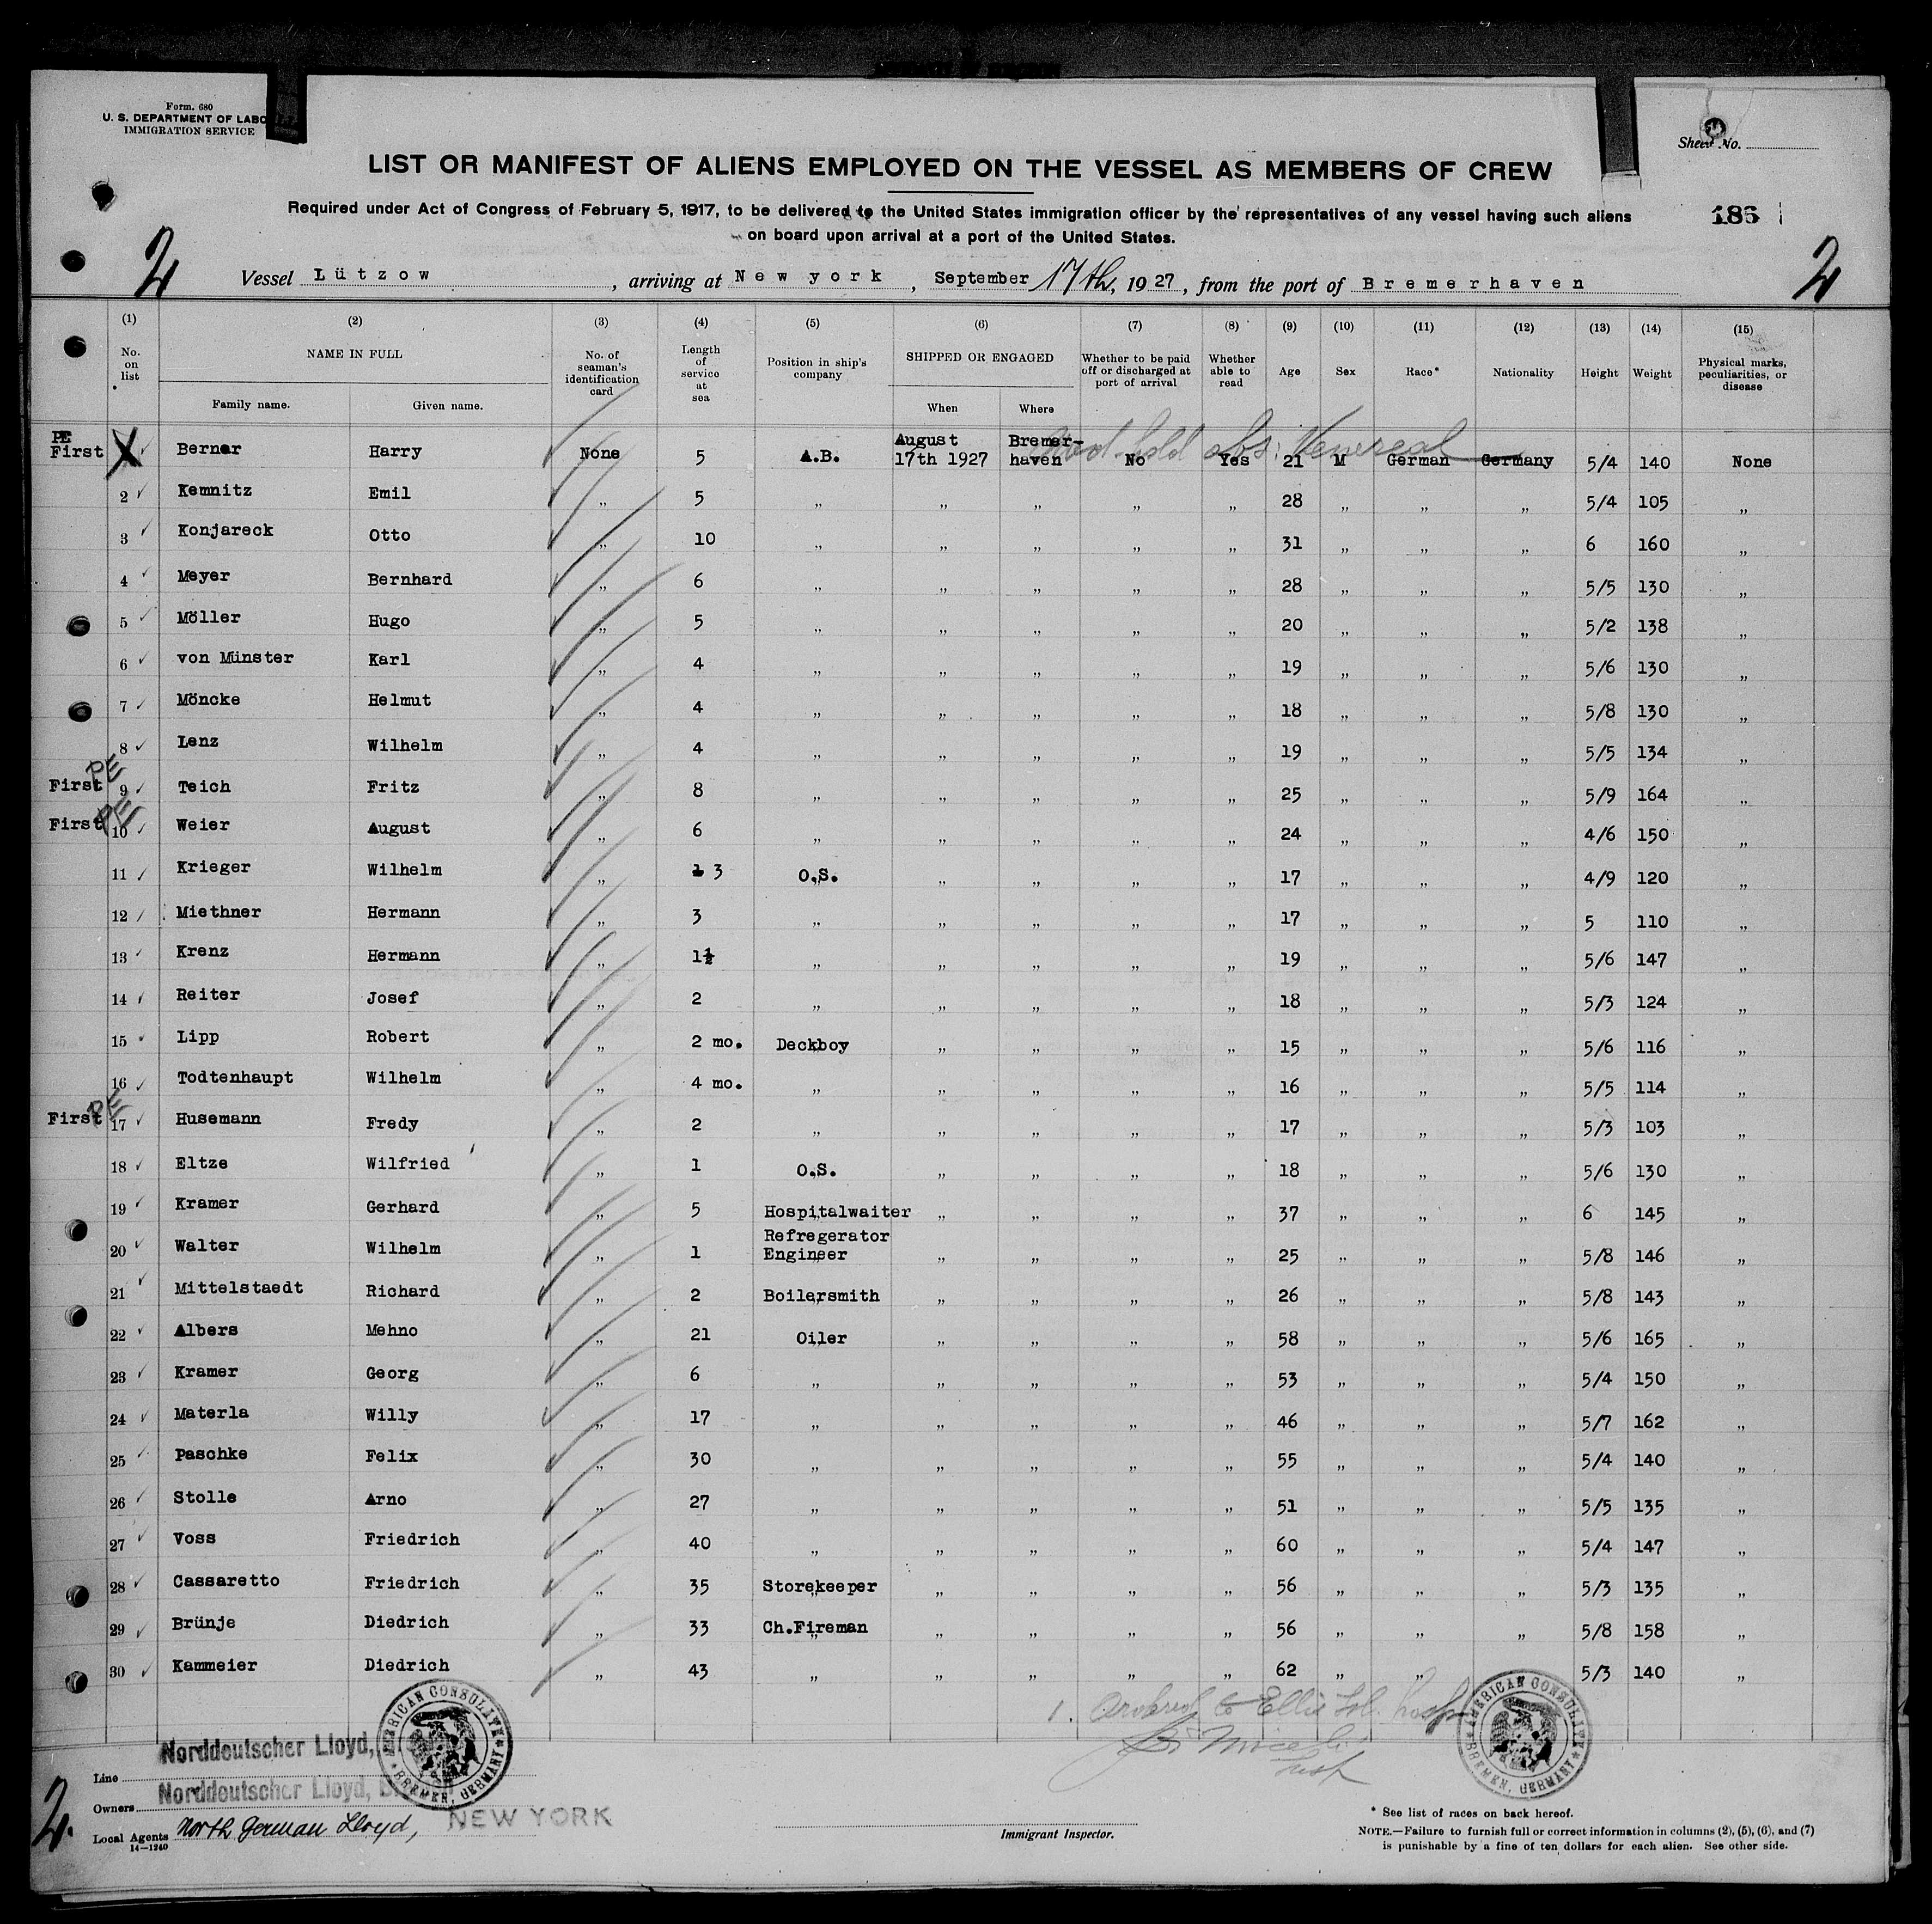 Form. 680
U. S. DEPARTMENT OF LABO
IMMIGRATION SERVICE
Sheet No.
LIST OR MANIFEST OF ALIENS EMPLOYED ON THE VESSEL AS MEMBERS OF CREW
Required under Act of Congress of February 5, 1917, to be delivered to the United States immigration officer by the representatives of any vessel having such aliens
on board upon arrival at a port of the United States.
186
2 2
Vessel Lützow, arriving at New york, September 17th, 1927, from the port of Bremerhaven
(1) (2) (3) (4) (5) (6) (7) (8) (9) (10) (11) (12) (13) (14) (15)
No. on list NAME IN FULL No. of seaman's identification card Length of service at sea Position in ship's company SHIPPED OR ENGAGED Whether to be paid off or discharged at port of arrival Whether able to read Age Sex Race* Nationality Height Weight Physical marks, peculiarities, or disease
Family name. Given name. When Where
hold obs: Venereal
PE First Bernar Harry None 5 A.B. August 17th 1927 Bremer-haven No Yes 21 M German Germany 5/4 140 None
2 Kemnitz Emil „ 5 „ „ „ „ „ 28 „ „ „ 5/4 105 „
3 Konjareck Otto „ 10 „ „ „ „ „ 31 „ „ „ 6 160 „
4 Meyer Bernhard „ 6 „ „ „ „ „ 28 „ „ „ 5/5 130 „
5 Möller Hugo „ 5 „ „ „ „ „ 20 „ „ „ 5/2 138 „
6 von Münster Karl „ 4 „ „ „ „ „ 19 „ „ „ 5/6 130 „
7 Möncke Helmut „ 4 „ „ „ „ „ 18 „ „ „ 5/8 130 „
8 Lenz Wilhelm „ 4 „ „ „ „ „ 19 „ „ „ 5/5 134 „
First PE 9 Teich Fritz „ 8 „ „ „ „ „ 25 „ „ „ 5/9 164 „
First PE 10 Weier August „ 6 „ „ „ „ „ 24 „ „ „ 4/6 150 „
11 Krieger Wilhelm „ 3 O.S. „ „ „ „ 17 „ „ „ 4/9 120 „
12 Miethner Hermann „ 3 „ „ „ „ „ 17 „ „ „ 5 110 „
13 Krenz Hermann „ 1½ „ „ „ „ „ 19 „ „ „ 5/6 147 „
14 Reiter Josef „ 2 „ „ „ „ „ 18 „ „ „ 5/3 124 „
15 Lipp Robert „ 2 mo. Deckboy „ „ „ „ 15 „ „ „ 5/6 116 „
16 Todtenhaupt Wilhelm „ 4 mo. „ „ „ „ „ 16 „ „ „ 5/5 114 „
First PE 17 Husemann Fredy „ 2 „ „ „ „ „ 17 „ „ „ 5/3 103 „
18 Eltze Wilfried „ 1 O.S. „ „ „ „ 18 „ „ „ 5/6 130 „
19 Kramer Gerhard „ 5 Hospitalwaiter „ „ „ „ 37 „ „ „ 6 145 „
20 Walter Wilhelm „ 1 Refregerator Engineer „ „ „ „ 25 „ „ „ 5/8 146 „
21 Mittelstaedt Richard „ 2 Boilersmith „ „ „ „ 26 „ „ „ 5/8 143 „
22 Albers Mehno „ 21 Oiler „ „ „ „ 58 „ „ „ 5/6 165 „
23 Kramer Georg „ 6 „ „ „ „ „ 53 „ „ „ 5/4 150 „
24 Materla Willy „ 17 „ „ „ „ „ 46 „ „ „ 5/7 162 „
25 Paschke Felix „ 30 „ „ „ „ „ 55 „ „ „ 5/4 140 „
26 Stolle Arno „ 27 „ „ „ „ „ 51 „ „ „ 5/5 135 „
27 Voss Friedrich „ 40 „ „ „ „ „ 60 „ „ „ 5/4 147 „
28 Cassaretto Friedrich „ 35 Storekeeper „ „ „ „ 56 „ „ „ 5/3 135 „
29 Brünje Diedrich „ 33 Ch.Fireman „ „ „ „ 56 „ „ „ 5/8 158 „
30 Kammeier Diedrich „ 43 „ „ „ „ „ 62 „ „ 5/3 140 „
1. to Ellis Isl. hosp
AMERICAN CONSULATE BREMEN, GERMANY
AMERICAN CONSULATE BREMEN, GERMANY
Line Norddeutscher Lloyd,
Owners Norddeutscher Lloyd,
Local Agents North German Lloyd, NEW YORK
14—1240
2.
Immigrant Inspector.
* See list of races on back hereof.
NOTE.—Failure to furnish full or correct information in columns (2), (5), (6), and (7)
is punishable by a fine of ten dollars for each alien. See other side.